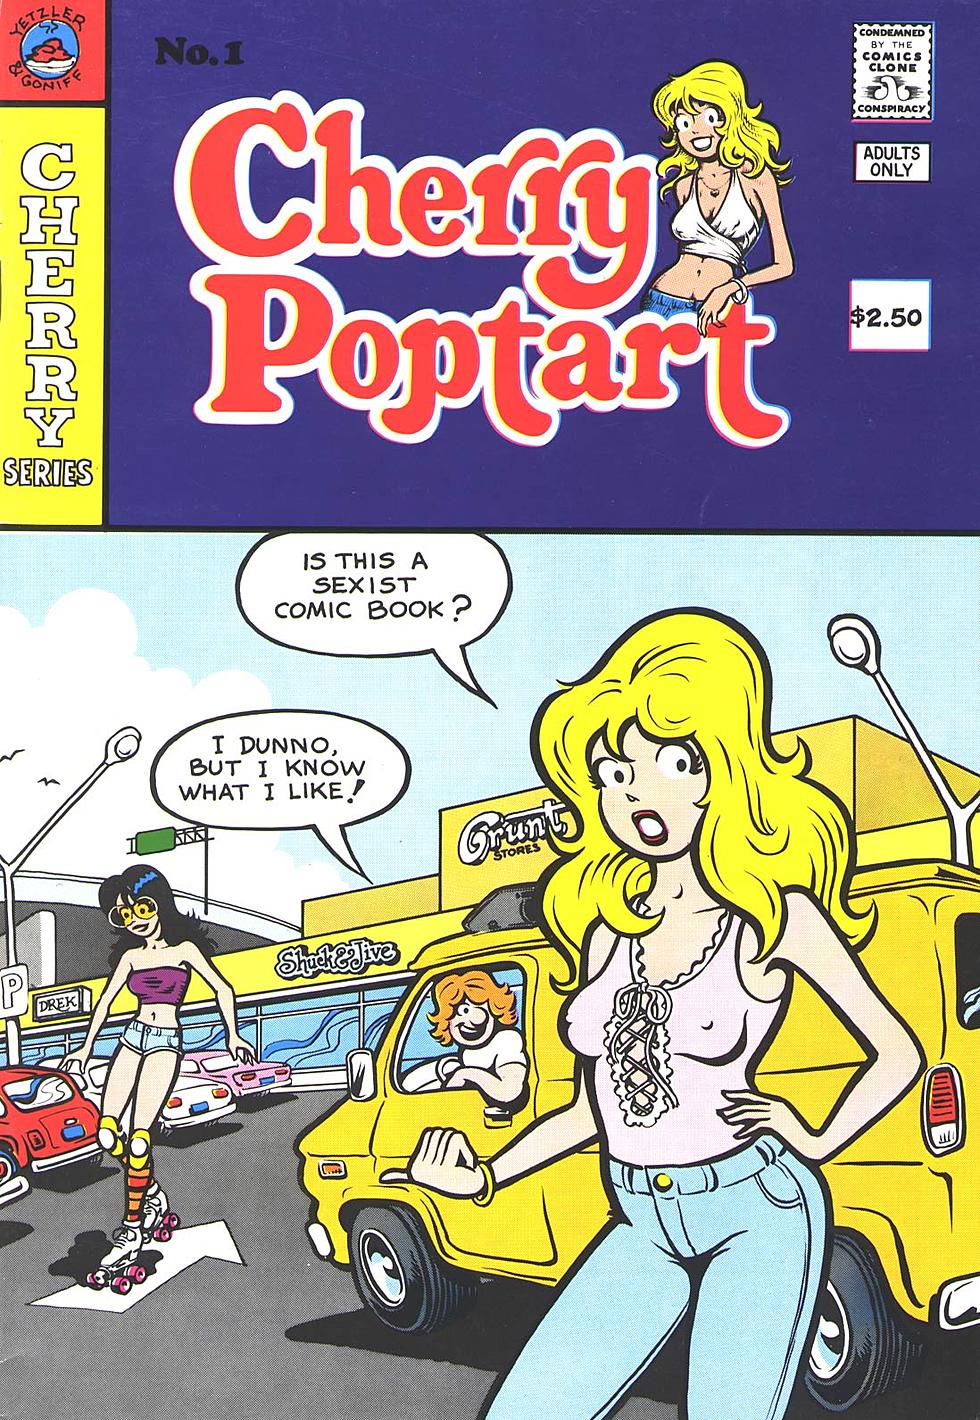 YETZLER
& GONIFF
No. 1
Cherry
Poptart
CONDEMNED
BY THE
COMICS
CLONE
CONSPIRACY
ADULTS
ONLY
$2.50
CHERRY
SERIES
IS THIS A
SEXIST
COMIC BOOK?
I DUNNO,
BUT I KNOW
WHAT I LIKE!
Grunt
STORES
Shuck & Jive
P
DREK